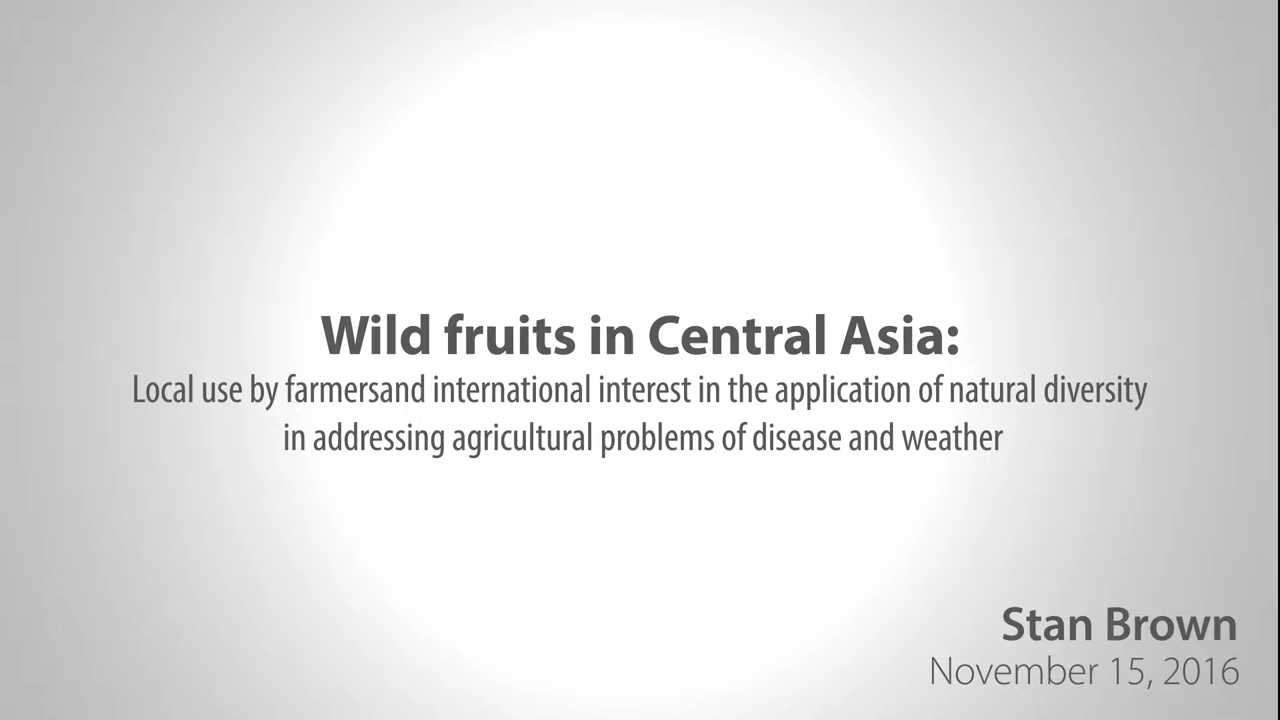 Wild fruits in Central Asia:
Local use by farmersand international interest in the application of natural diversity
in addressing agricultural problems of disease and weather
Stan Brown
November 15, 2016